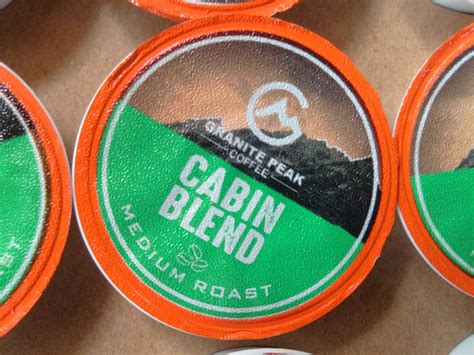 GRANITE PEAK
COFFEE
CABIN
BLEND
MEDIUM ROAST